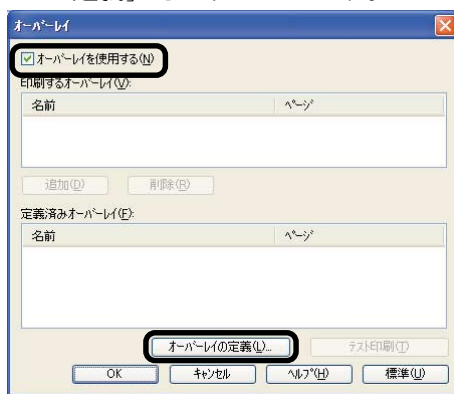 オーバーレイ
オーバーレイを使用する(N)
印刷するオーバーレイ(V):
名前 ページ
追加(D) 削除(R)
定義済みオーバーレイ(F):
名前 ページ
オーバーレイの定義(L)... テスト印刷(T)
OK キャンセル ヘルプ(H) 標準(U)